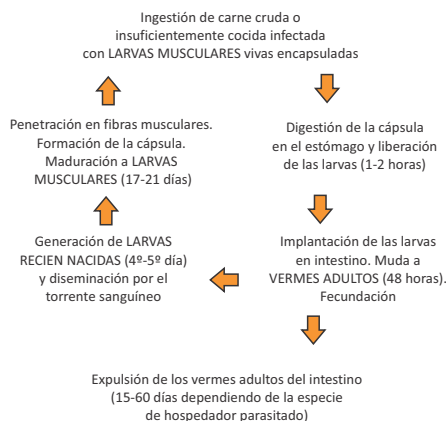 Ingestión de carne cruda o
insuficientemente cocida infectada
con LARVAS MUSCULARES vivas encapsuladas
Digestión de la cápsula
en el estómago y liberación
de las larvas (1-2 horas)
Implantación de las larvas
en intestino. Muda a
VERMES ADULTOS (48 horas).
Fecundación
Expulsión de los vermes adultos del intestino
(15-60 días dependiendo de la especie
de hospedador parasitado)
Generación de LARVAS
RECIEN NACIDAS (4º-5º día)
y diseminación por el
torrente sanguíneo
Penetración en fibras musculares.
Formación de la cápsula.
Maduración a LARVAS
MUSCULARES (17-21 días)